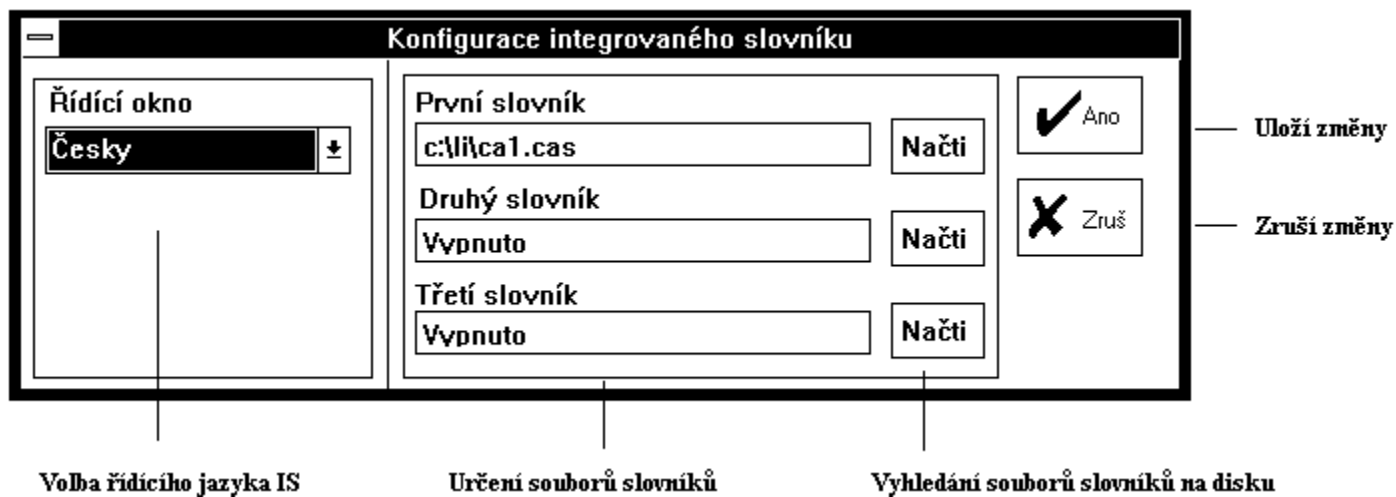 Konfigurace integrovaného slovníku
Řídící okno
Česky
První slovník
c:\li\ca1.cas
Načti
Druhý slovník
Vypnuto
Načti
Třetí slovník
Vypnuto
Načti
Ano
Zruš
Uloží změny
Zruší změny
Volba řídícího jazyka IS
Určení souborů slovníků
Vyhledání souborů slovníků na disku